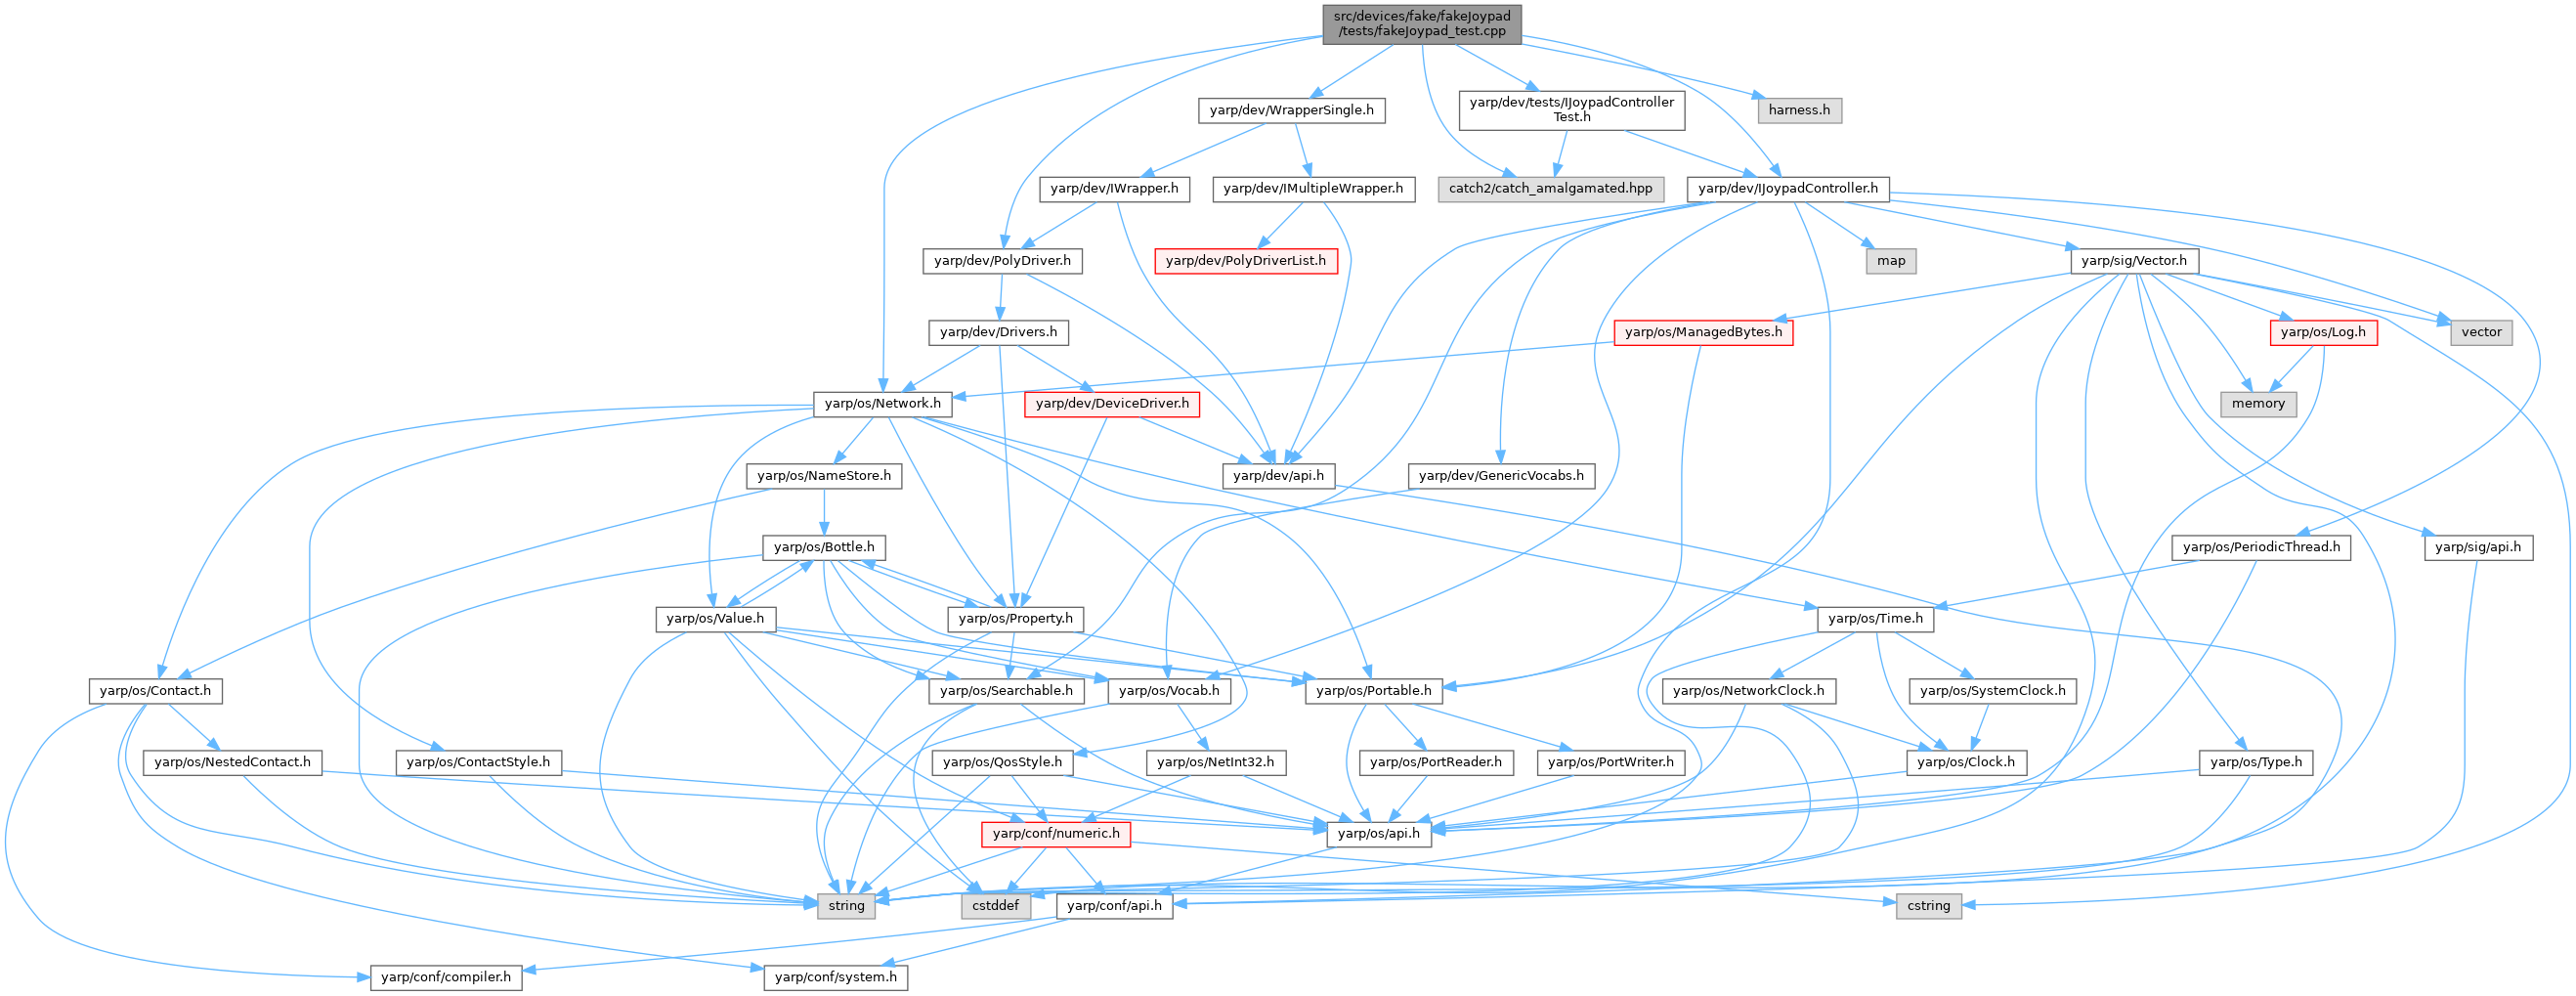 src/devices/fake/fakeJoypad
/tests/fakeJoypad_test.cpp
yarp/dev/WrapperSingle.h
yarp/dev/tests/IJoypadController
Test.h
harness.h
yarp/dev/IWrapper.h
yarp/dev/IMultipleWrapper.h
catch2/catch_amalgamated.hpp
yarp/dev/IJoypadController.h
yarp/dev/PolyDriver.h
yarp/dev/PolyDriverList.h
map
yarp/sig/Vector.h
yarp/dev/Drivers.h
yarp/os/ManagedBytes.h
yarp/os/Log.h
vector
yarp/os/Network.h
yarp/dev/DeviceDriver.h
memory
yarp/os/NameStore.h
yarp/dev/api.h
yarp/dev/GenericVocabs.h
yarp/os/Bottle.h
yarp/os/PeriodicThread.h
yarp/sig/api.h
yarp/os/Value.h
yarp/os/Property.h
yarp/os/Time.h
yarp/os/Contact.h
yarp/os/Searchable.h
yarp/os/Vocab.h
yarp/os/Portable.h
yarp/os/NetworkClock.h
yarp/os/SystemClock.h
yarp/os/NestedContact.h
yarp/os/ContactStyle.h
yarp/os/QosStyle.h
yarp/os/NetInt32.h
yarp/os/PortReader.h
yarp/os/PortWriter.h
yarp/os/Clock.h
yarp/os/Type.h
yarp/conf/numeric.h
yarp/os/api.h
string
cstddef
yarp/conf/api.h
cstring
yarp/conf/compiler.h
yarp/conf/system.h